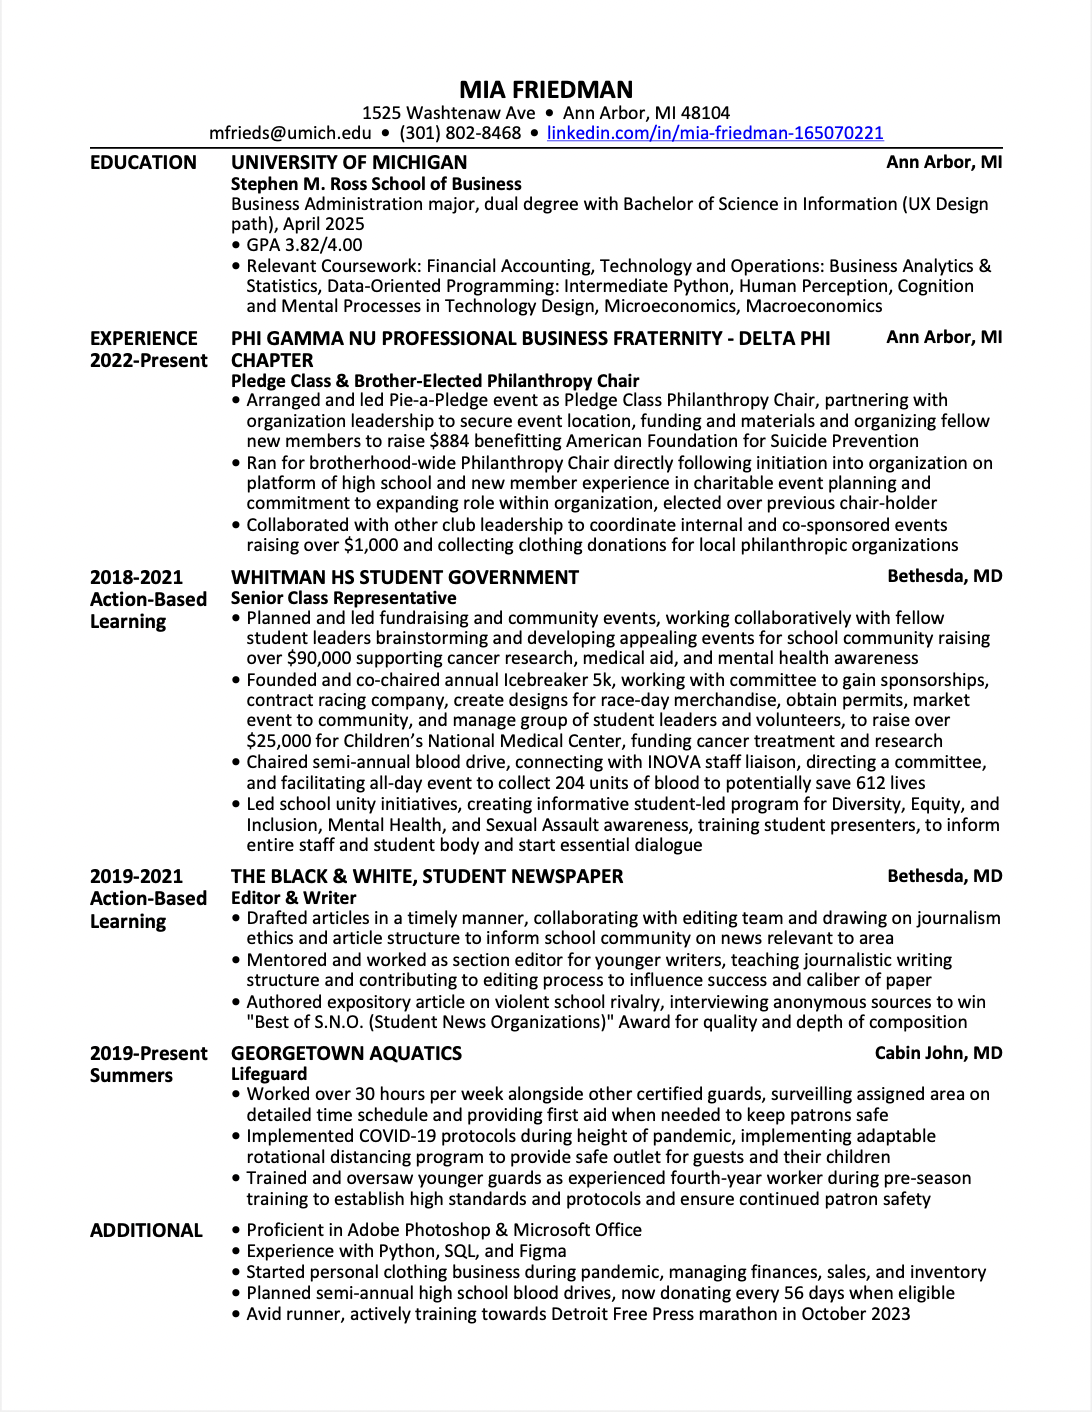 MIA FRIEDMAN
1525 Washtenaw Ave • Ann Arbor, MI 48104
mfrieds@umich.edu • (301) 802-8468 • linkedin.com/in/mia-friedman-165070221
EDUCATION UNIVERSITY OF MICHIGAN Ann Arbor, MI
Stephen M. Ross School of Business
Business Administration major, dual degree with Bachelor of Science in Information (UX Design
path), April 2025
• GPA 3.82/4.00
• Relevant Coursework: Financial Accounting, Technology and Operations: Business Analytics &
Statistics, Data-Oriented Programming: Intermediate Python, Human Perception, Cognition
and Mental Processes in Technology Design, Microeconomics, Macroeconomics
EXPERIENCE PHI GAMMA NU PROFESSIONAL BUSINESS FRATERNITY - DELTA PHI Ann Arbor, MI
2022-Present CHAPTER
Pledge Class & Brother-Elected Philanthropy Chair
• Arranged and led Pie-a-Pledge event as Pledge Class Philanthropy Chair, partnering with
organization leadership to secure event location, funding and materials and organizing fellow
new members to raise $884 benefitting American Foundation for Suicide Prevention
• Ran for brotherhood-wide Philanthropy Chair directly following initiation into organization on
platform of high school and new member experience in charitable event planning and
commitment to expanding role within organization, elected over previous chair-holder
• Collaborated with other club leadership to coordinate internal and co-sponsored events
raising over $1,000 and collecting clothing donations for local philanthropic organizations
2018-2021 WHITMAN HS STUDENT GOVERNMENT Bethesda, MD
Action-Based Senior Class Representative
Learning • Planned and led fundraising and community events, working collaboratively with fellow
student leaders brainstorming and developing appealing events for school community raising
over $90,000 supporting cancer research, medical aid, and mental health awareness
• Founded and co-chaired annual Icebreaker 5k, working with committee to gain sponsorships,
contract racing company, create designs for race-day merchandise, obtain permits, market
event to community, and manage group of student leaders and volunteers, to raise over
$25,000 for Children’s National Medical Center, funding cancer treatment and research
• Chaired semi-annual blood drive, connecting with INOVA staff liaison, directing a committee,
and facilitating all-day event to collect 204 units of blood to potentially save 612 lives
• Led school unity initiatives, creating informative student-led program for Diversity, Equity, and
Inclusion, Mental Health, and Sexual Assault awareness, training student presenters, to inform
entire staff and student body and start essential dialogue
2019-2021 THE BLACK & WHITE, STUDENT NEWSPAPER Bethesda, MD
Action-Based Editor & Writer
Learning • Drafted articles in a timely manner, collaborating with editing team and drawing on journalism
ethics and article structure to inform school community on news relevant to area
• Mentored and worked as section editor for younger writers, teaching journalistic writing
structure and contributing to editing process to influence success and caliber of paper
• Authored expository article on violent school rivalry, interviewing anonymous sources to win
"Best of S.N.O. (Student News Organizations)" Award for quality and depth of composition
2019-Present GEORGETOWN AQUATICS Cabin John, MD
Summers Lifeguard
• Worked over 30 hours per week alongside other certified guards, surveilling assigned area on
detailed time schedule and providing first aid when needed to keep patrons safe
• Implemented COVID-19 protocols during height of pandemic, implementing adaptable
rotational distancing program to provide safe outlet for guests and their children
• Trained and oversaw younger guards as experienced fourth-year worker during pre-season
training to establish high standards and protocols and ensure continued patron safety
ADDITIONAL • Proficient in Adobe Photoshop & Microsoft Office
• Experience with Python, SQL, and Figma
• Started personal clothing business during pandemic, managing finances, sales, and inventory
• Planned semi-annual high school blood drives, now donating every 56 days when eligible
• Avid runner, actively training towards Detroit Free Press marathon in October 2023